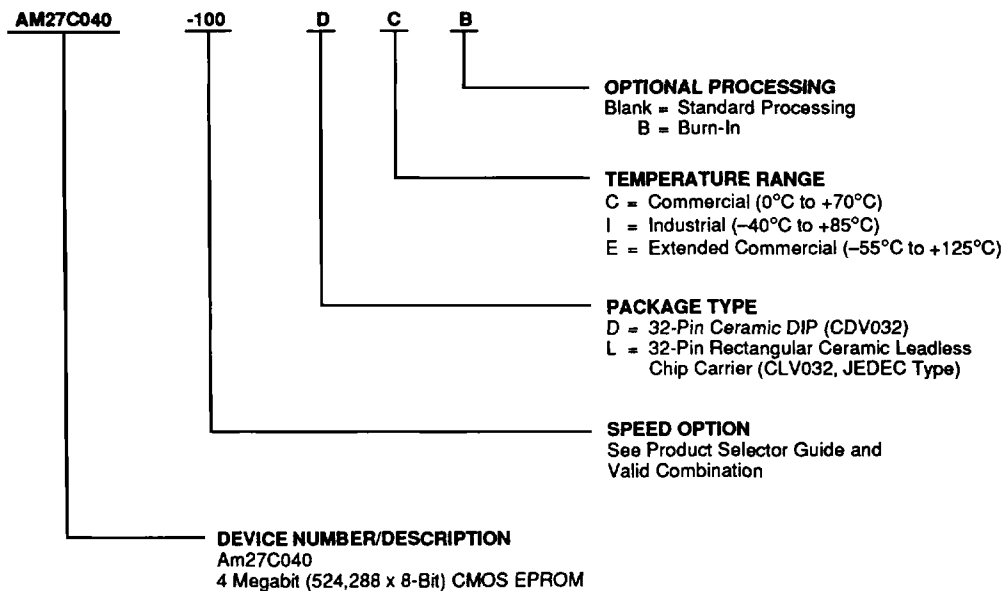 AM27C040 -100 D C B
OPTIONAL PROCESSING
Blank = Standard Processing
B = Burn-In
TEMPERATURE RANGE
C = Commercial (0°C to +70°C)
I = Industrial (–40°C to +85°C)
E = Extended Commercial (–55°C to +125°C)
PACKAGE TYPE
D = 32-Pin Ceramic DIP (CDV032)
L = 32-Pin Rectangular Ceramic Leadless
Chip Carrier (CLV032, JEDEC Type)
SPEED OPTION
See Product Selector Guide and
Valid Combination
DEVICE NUMBER/DESCRIPTION
Am27C040
4 Megabit (524,288 x 8-Bit) CMOS EPROM